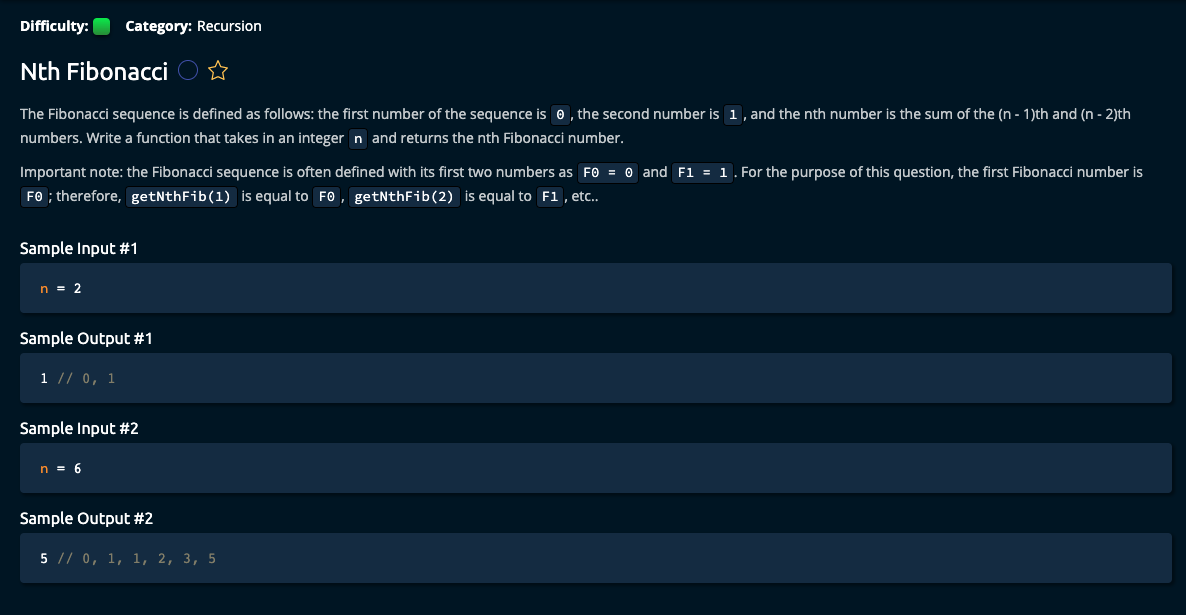 Difficulty: Category: Recursion
Nth Fibonacci
The Fibonacci sequence is defined as follows: the first number of the sequence is 0, the second number is 1, and the nth number is the sum of the (n - 1)th and (n - 2)th
numbers. Write a function that takes in an integer n and returns the nth Fibonacci number.
Important note: the Fibonacci sequence is often defined with its first two numbers as F0 = 0 and F1 = 1. For the purpose of this question, the first Fibonacci number is
F0; therefore, getNthFib(1) is equal to F0, getNthFib(2) is equal to F1, etc..
Sample Input #1
n = 2
Sample Output #1
1 // 0, 1
Sample Input #2
n = 6
Sample Output #2
5 // 0, 1, 1, 2, 3, 5